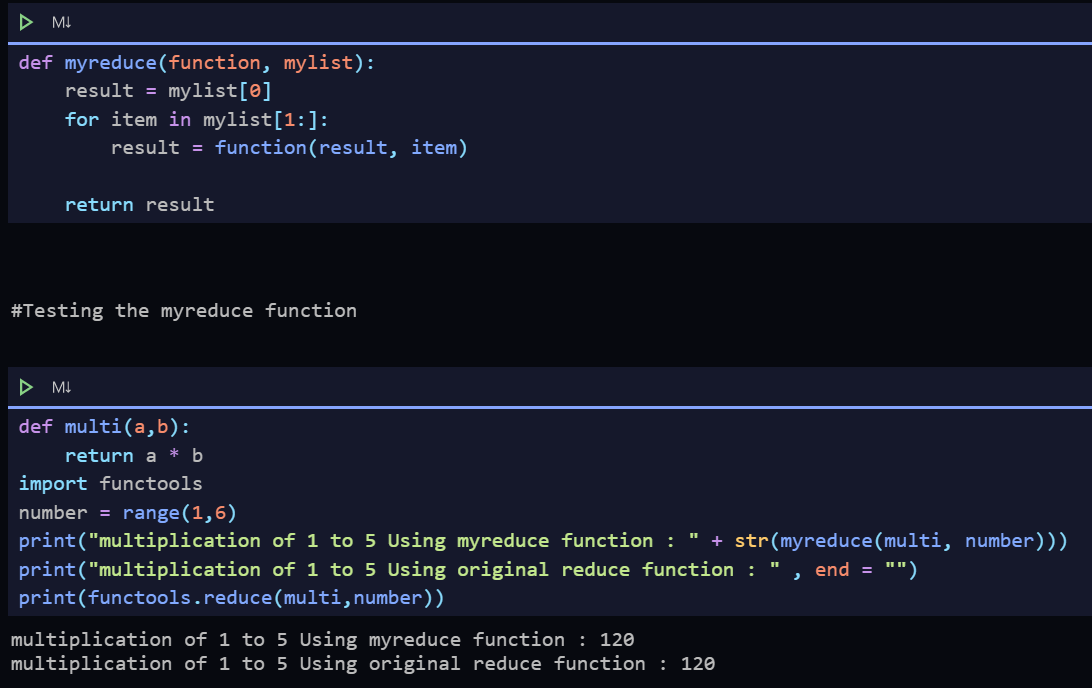 M↓
def myreduce(function, mylist):
    result = mylist[0]
    for item in mylist[1:]:
        result = function(result, item)

    return result
#Testing the myreduce function
M↓
def multi(a,b):
    return a * b
import functools
number = range(1,6)
print("multiplication of 1 to 5 Using myreduce function : " + str(myreduce(multi, number)))
print("multiplication of 1 to 5 Using original reduce function : " , end = "")
print(functools.reduce(multi,number))
multiplication of 1 to 5 Using myreduce function : 120
multiplication of 1 to 5 Using original reduce function : 120